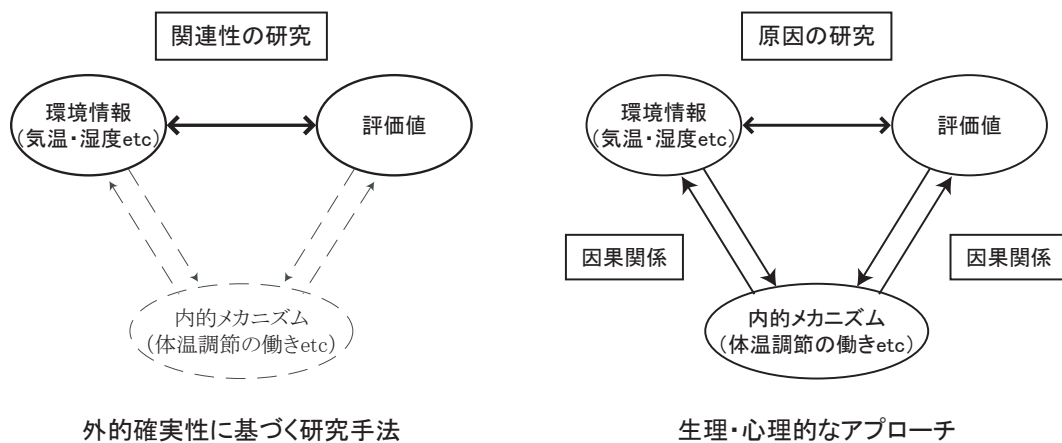 関連性の研究
環境情報
(気温・湿度etc)
評価値
内的メカニズム
(体温調節の働きetc)
外的確実性に基づく研究手法
原因の研究
環境情報
(気温・湿度etc)
評価値
因果関係
因果関係
内的メカニズム
(体温調節の働きetc)
生理・心理的なアプローチ